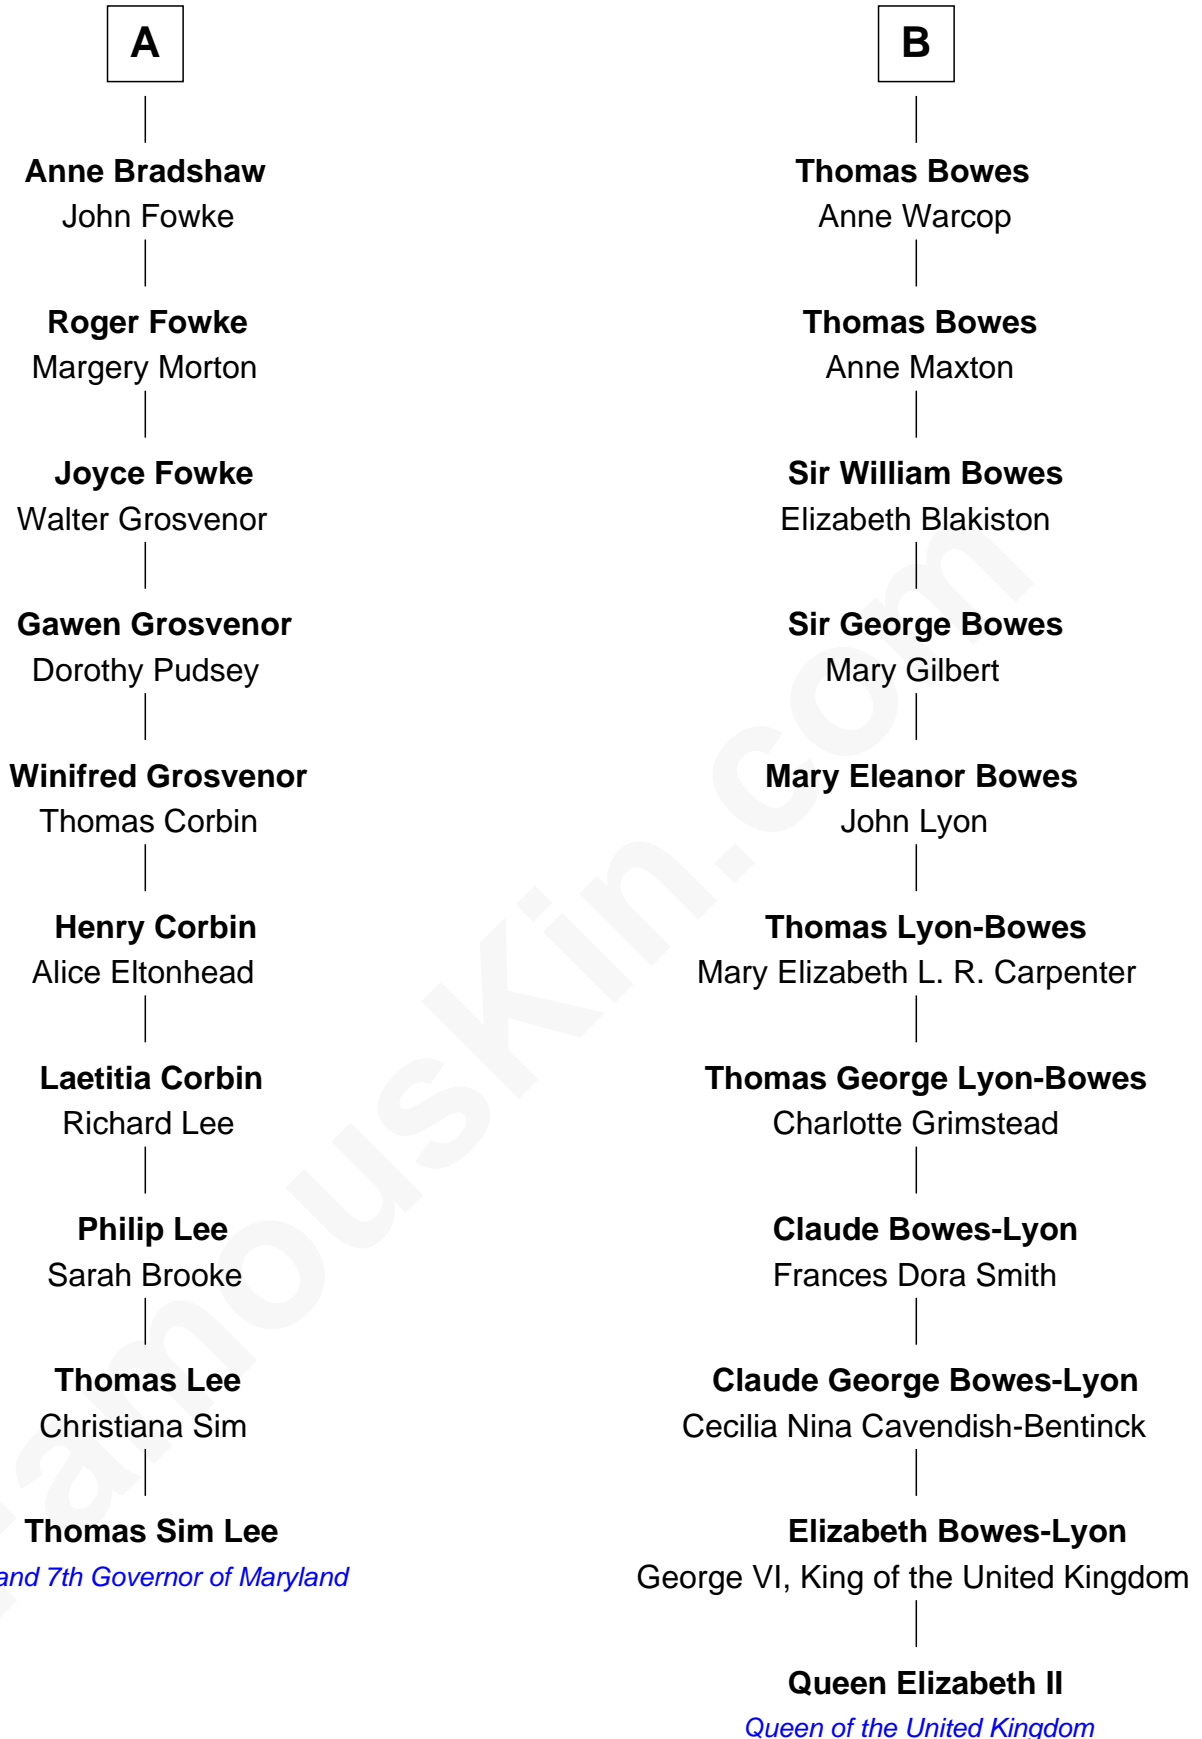 A
Anne Bradshaw
John Fowke
Roger Fowke
Margery Morton
Joyce Fowke
Walter Grosvenor
Gawen Grosvenor
Dorothy Pudsey
Winifred Grosvenor
Thomas Corbin
Henry Corbin
Alice Eltonhead
Laetitia Corbin
Richard Lee
Philip Lee
Sarah Brooke
Thomas Lee
Christiana Sim
Thomas Sim Lee
and 7th Governor of Maryland
B
Thomas Bowes
Anne Warcop
Thomas Bowes
Anne Maxton
Sir William Bowes
Elizabeth Blakiston
Sir George Bowes
Mary Gilbert
Mary Eleanor Bowes
John Lyon
Thomas Lyon-Bowes
Mary Elizabeth L. R. Carpenter
Thomas George Lyon-Bowes
Charlotte Grimstead
Claude Bowes-Lyon
Frances Dora Smith
Claude George Bowes-Lyon
Cecilia Nina Cavendish-Bentinck
Elizabeth Bowes-Lyon
George VI, King of the United Kingdom
Queen Elizabeth II
Queen of the United Kingdom
FamousKin.com